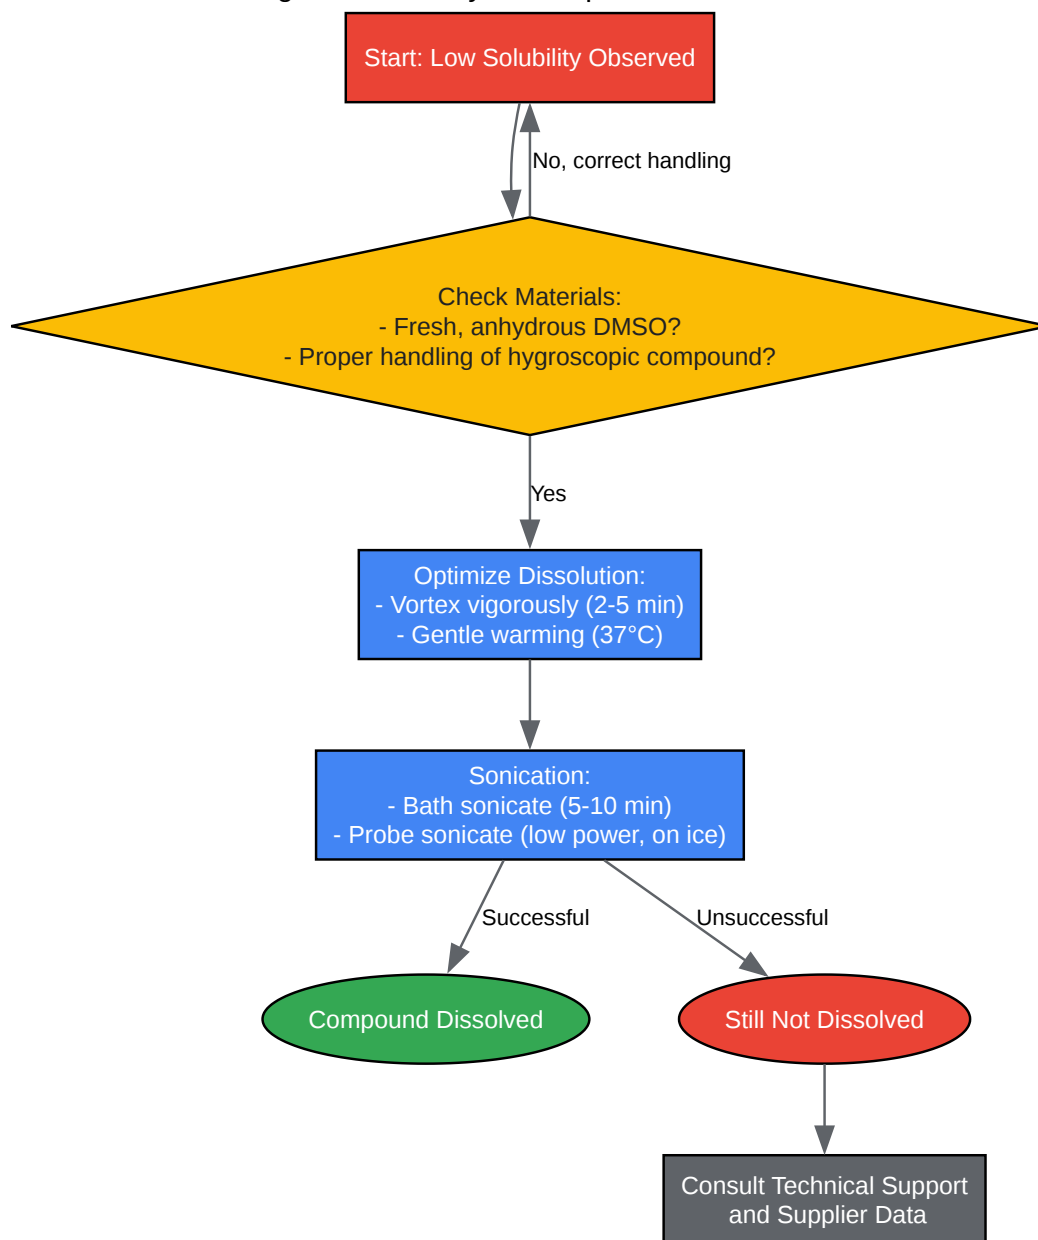 Start: Low Solubility Observed
No, correct handling
Check Materials:
- Fresh, anhydrous DMSO?
- Proper handling of hygroscopic compound?
Yes
Optimize Dissolution:
- Vortex vigorously (2-5 min)
- Gentle warming (37°C)
Sonication:
- Bath sonicate (5-10 min)
- Probe sonicate (low power, on ice)
Successful
Unsuccessful
Compound Dissolved
Still Not Dissolved
Consult Technical Support
and Supplier Data